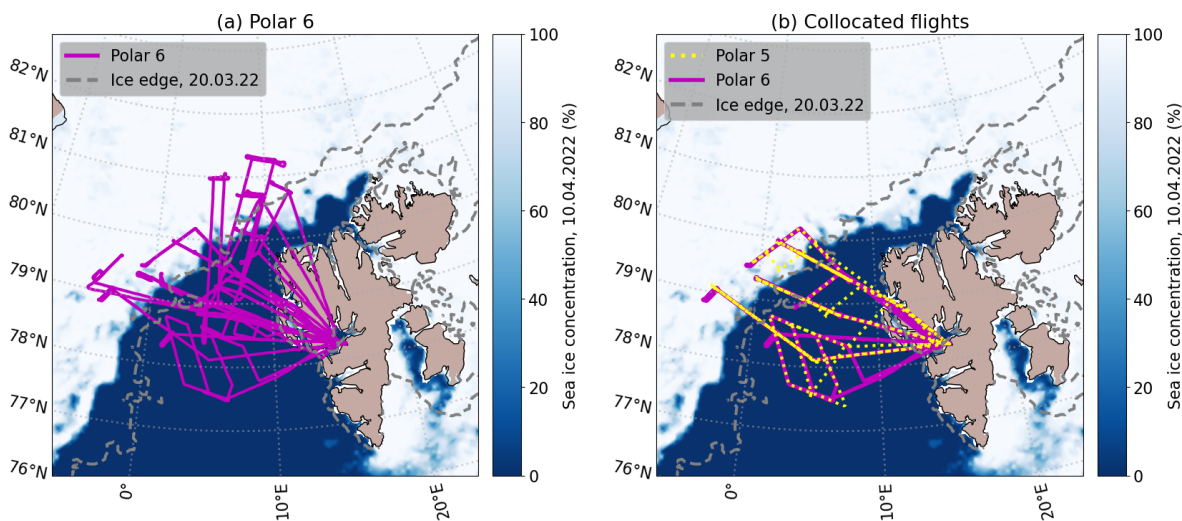 (a) Polar 6
Polar 6
Ice edge, 20.03.22
82°N
81°N
80°N
79°N
78°N
77°N
76°N
0°
10°E
20°E
100
80
60
40
20
0
Sea ice concentration, 10.04.2022 (%)
(b) Collocated flights
Polar 5
Polar 6
Ice edge, 20.03.22
82°N
81°N
80°N
79°N
78°N
77°N
76°N
0°
10°E
20°E
100
80
60
40
20
0
Sea ice concentration, 10.04.2022 (%)